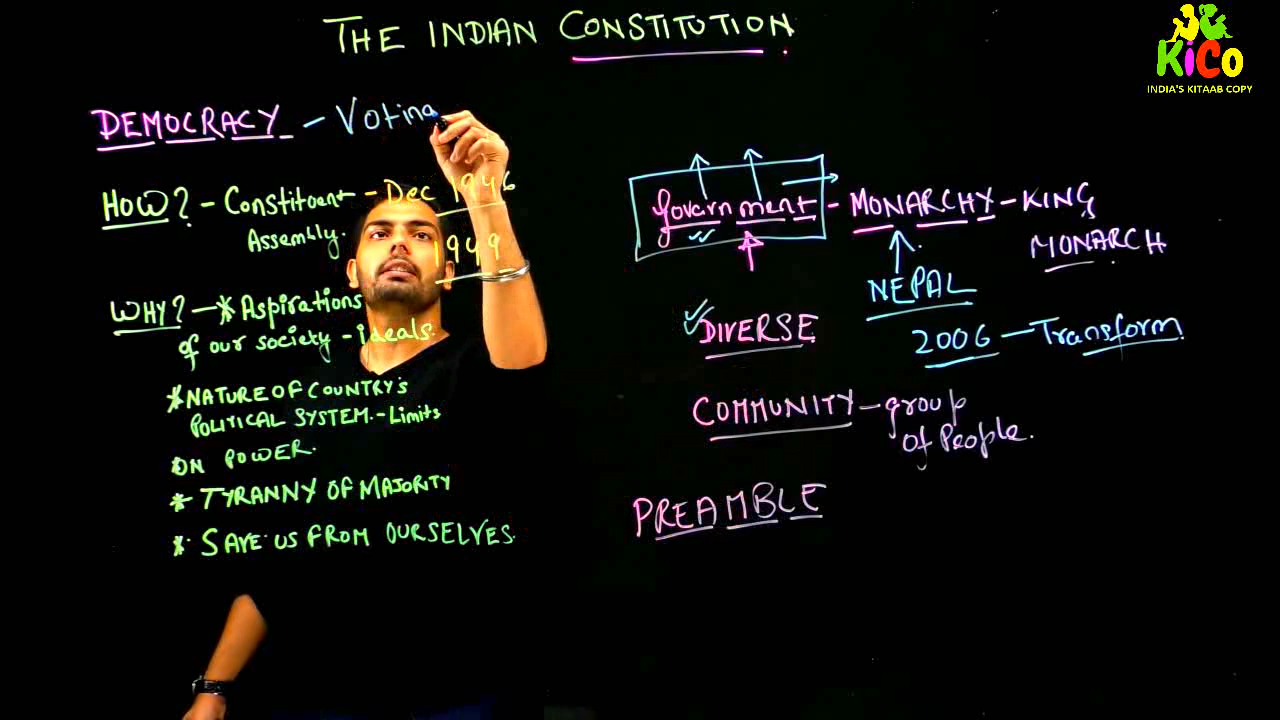 THE INDIAN CONSTITUTION.
KiCo
INDIA'S KITAAB COPY
DEMOCRACY - Voting
HOW? - Constituent - Dec 1946
Assembly.
1949
WHY? - * Aspirations
of our society - ideals.
* NATURE OF COUNTRY'S
POLITICAL SYSTEM. - Limits
ON POWER.
* TYRANNY OF MAJORITY
* SAVE US FROM OURSELVES.
Government - MONARCHY - KING
MONARCH
NEPAL
DIVERSE
2006 - Transform
COMMUNITY - group
of People.
PREAMBLE